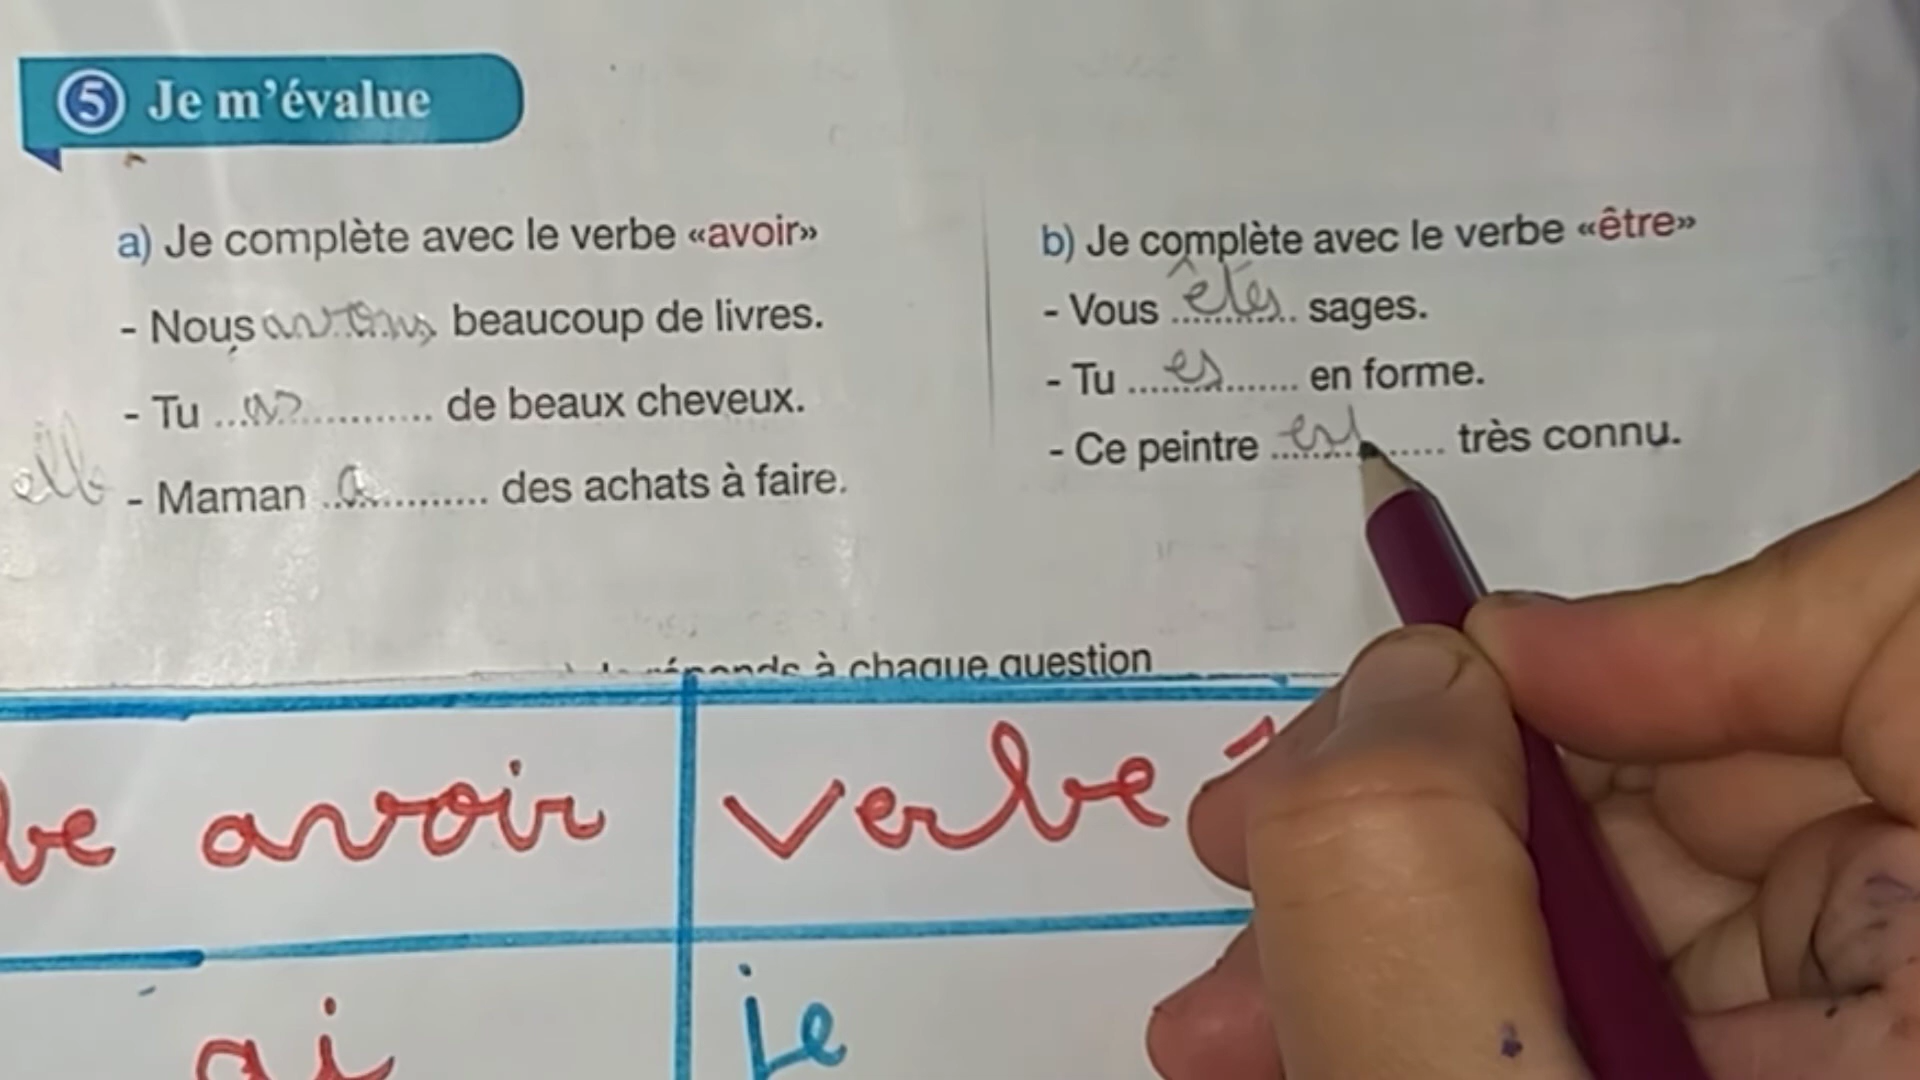 5 Je m'évalue
a) Je complète avec le verbe «avoir»
- Nous avons beaucoup de livres.
- Tu as de beaux cheveux.
elle
- Maman a des achats à faire.
b) Je complète avec le verbe «être»
- Vous êtes sages.
- Tu es en forme.
- Ce peintre est très connu.
à chaque question
avoir
verbe
ai
je